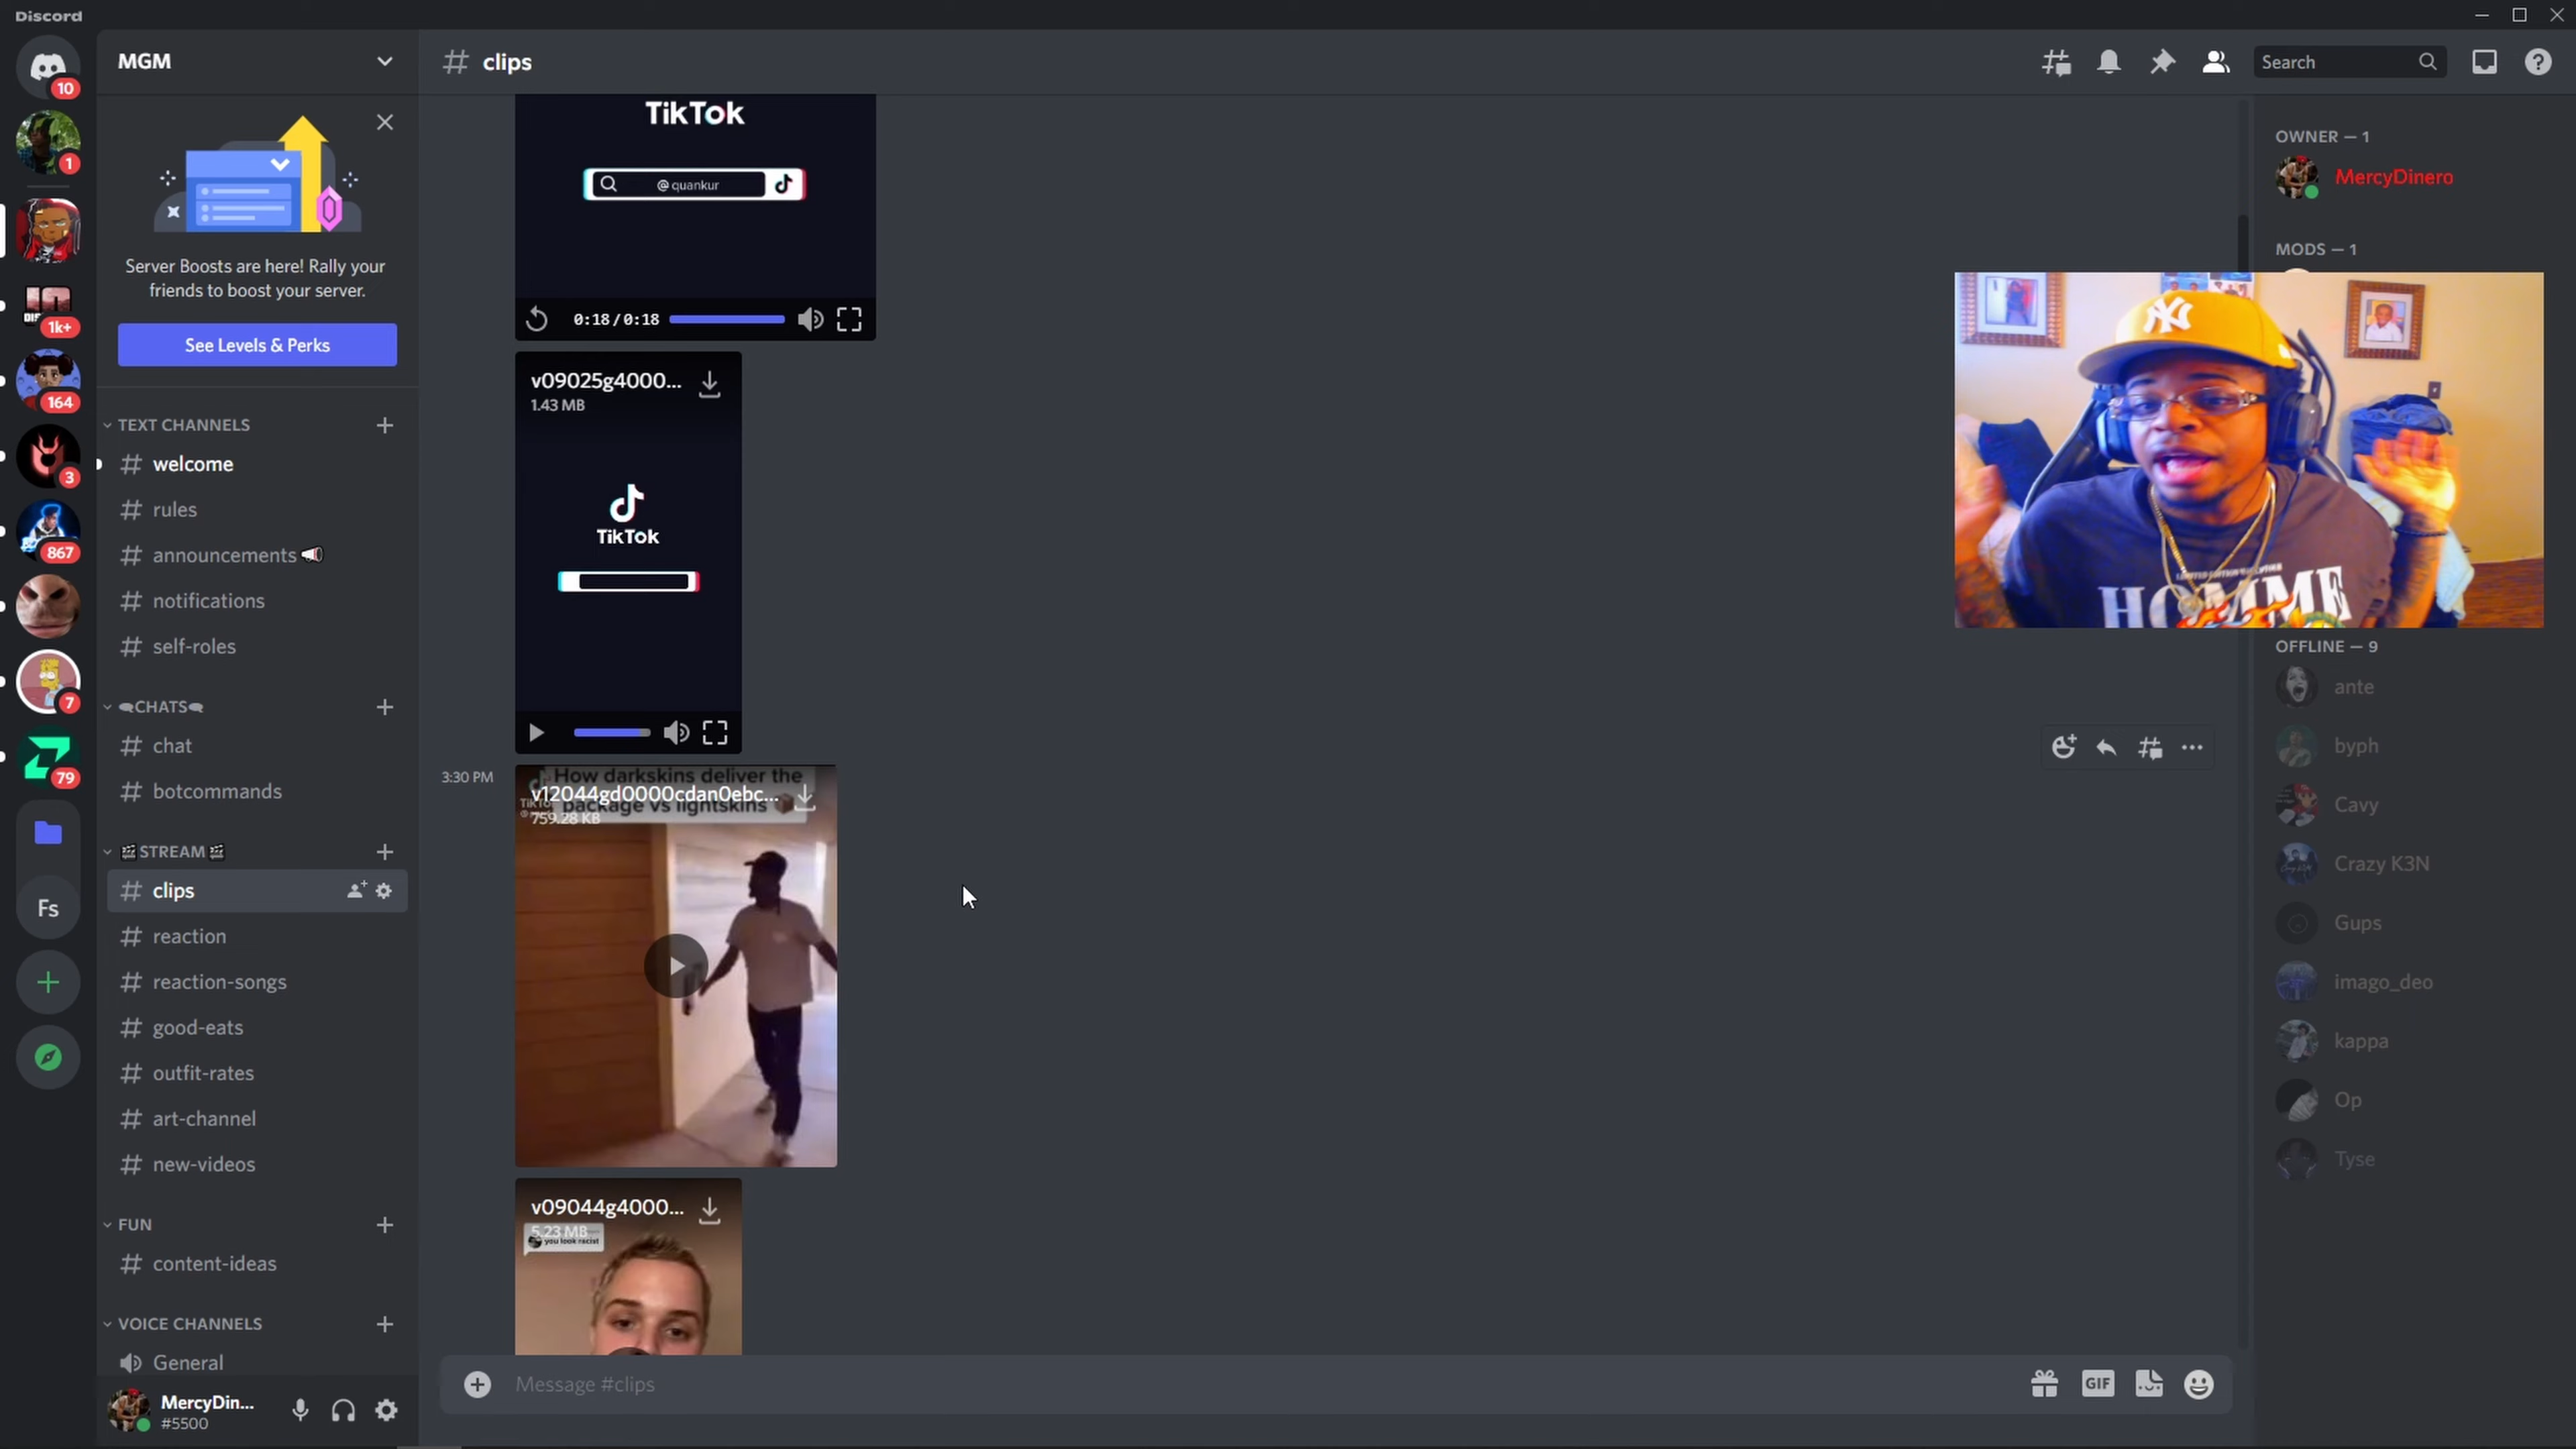 Discord
10
1
1k+
164
3
867
7
79
Fs
MGM
Server Boosts are here! Rally your
friends to boost your server.
See Levels & Perks
TEXT CHANNELS
welcome
rules
announcements
notifications
self-roles
CHATS
chat
botcommands
STREAM
clips
reaction
reaction-songs
good-eats
outfit-rates
art-channel
new-videos
FUN
content-ideas
VOICE CHANNELS
General
MercyDin...
#5500
clips
Search
TikTok
@quankur
0:18/0:18
v09025g4000...
1.43 MB
TikTok
3:30 PM
How darkskins deliver the
v12044gd0000cdan0ebc...
package vs lightskins
759.28 KB
v09044g4000...
5.23 MB
you look racist
Message #clips
GIF
OWNER — 1
MercyDinero
MODS — 1
NY
HOMME
OFFLINE — 9
ante
byph
Cavy
Crazy K3N
Gups
imago_deo
kappa
Op
Tyse